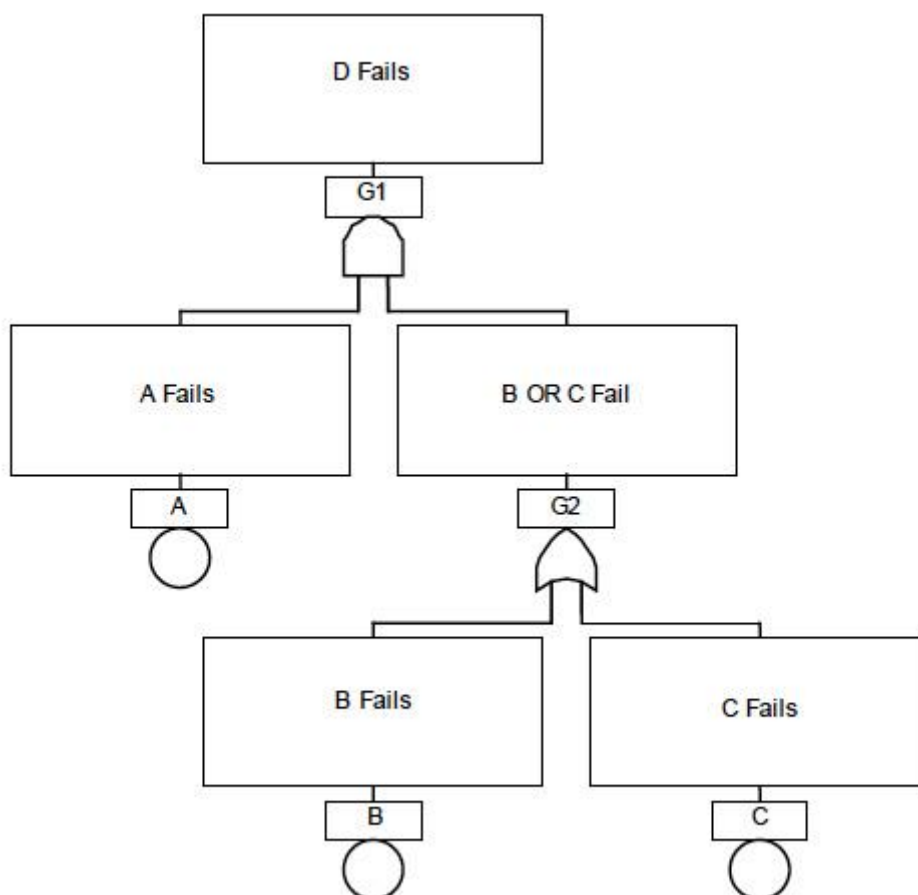 D Fails
G1
A Fails
B OR C Fail
A
G2
B Fails
C Fails
B
C